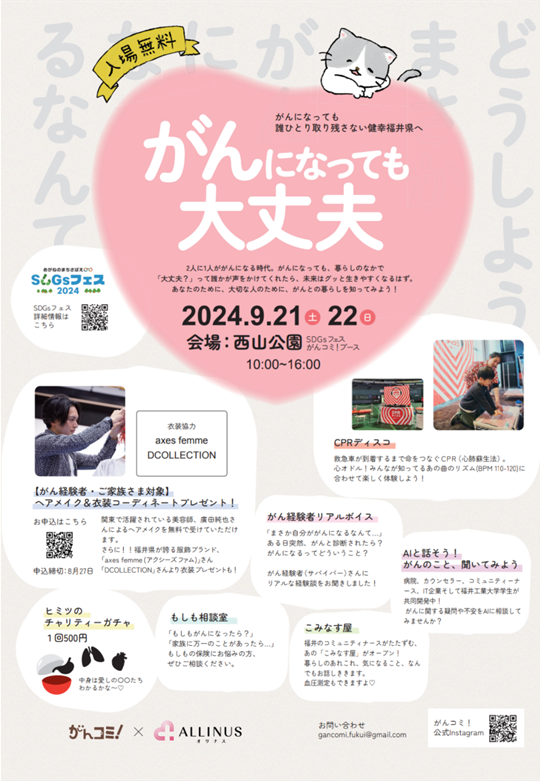 どうしよう
まさか
がんに
なるなんて
入場無料
がんになっても
誰ひとり取り残さない健幸福井県へ
がんになっても
大丈夫
2人に1人ががんになる時代。がんになっても、暮らしのなかで
「大丈夫？」って誰かが声をかけてくれたら、未来はグッと生きやすくなるはず。
あなたのために、大切な人のために、がんとの暮らしを知ってみよう！
2024.9.21 土 22 日
会場：西山公園 SDGsフェス
がんコミ！ブース
10:00~16:00
めがねのまちさばえ
SDGsフェス
2024
SDGsフェス
詳細情報は
こちら
衣装協力
axes femme
DCOLLECTION
【がん経験者・ご家族さま対象】
ヘアメイク＆衣装コーディネートプレゼント！
お申込はこちら
申込締切：8月27日
関東で活躍されている美容師、廣田純也さ
んによるヘアメイクを無料で受けていただけ
ます。
さらに！！福井県が誇る服飾ブランド、
「axes femme（アクシーズファム）」さん
「DCOLLECTION」さんより衣装プレゼントも！
CPRディスコ
救急車が到着するまで命をつなぐCPR（心肺蘇生法）。
心オドル！みんなが知ってるあの曲のリズム(BPM 110-120)に
合わせて楽しく体験しよう！
がん経験者リアルボイス
「まさか自分ががんになるなんて…」
ある日突然、がんと診断されたら？
がんになるってどういうこと？
がん経験者（サバイバー）さんに
リアルな経験談をお聞きしました！
AIと話そう！
がんのこと、聞いてみよう
病院、カウンセラー、コミュニティーナ
ース、IT企業そして福井工業大学学生が
共同開発中！
がんに関する疑問や不安をAIに相談して
みませんか？
ヒミツの
チャリティーガチャ
１回500円
中身は愛しの〇〇たち
わかるかな～♡
もしも相談室
「もしもがんになったら？」
「家族に万一のことがあったら…」
もしもの保険にお悩みの方、
ぜひご相談ください。
こみなす屋
福井のコミュニティナースがたたずむ、
あの「こみなす屋」がオープン！
暮らしのあれこれ、気になること、なん
でもお話しききます。
血圧測定もできますよ♡
がんコミ！ × ALLINUS
オリナス
お問い合わせ
gancomi.fukui@gmail.com
がんコミ！
公式Instagram